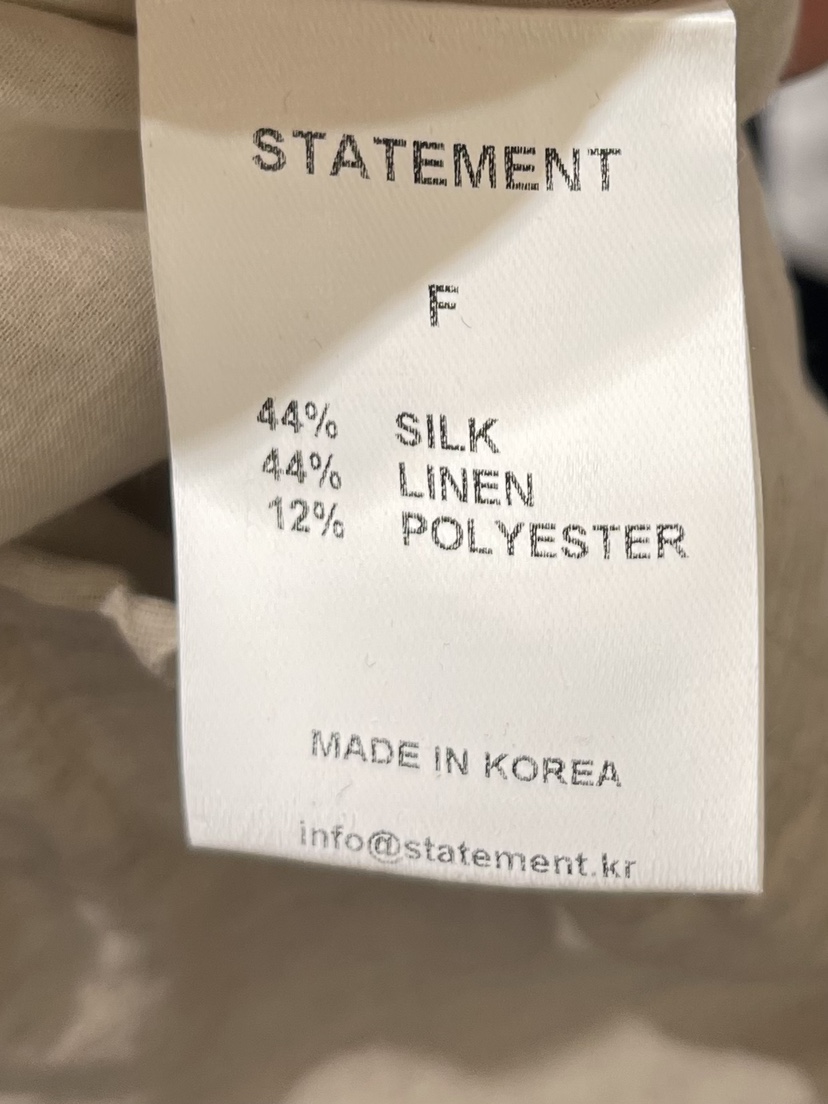 STATEMENT
F
44% SILK
44% LINEN
12% POLYESTER
MADE IN KOREA
info@statement.kr